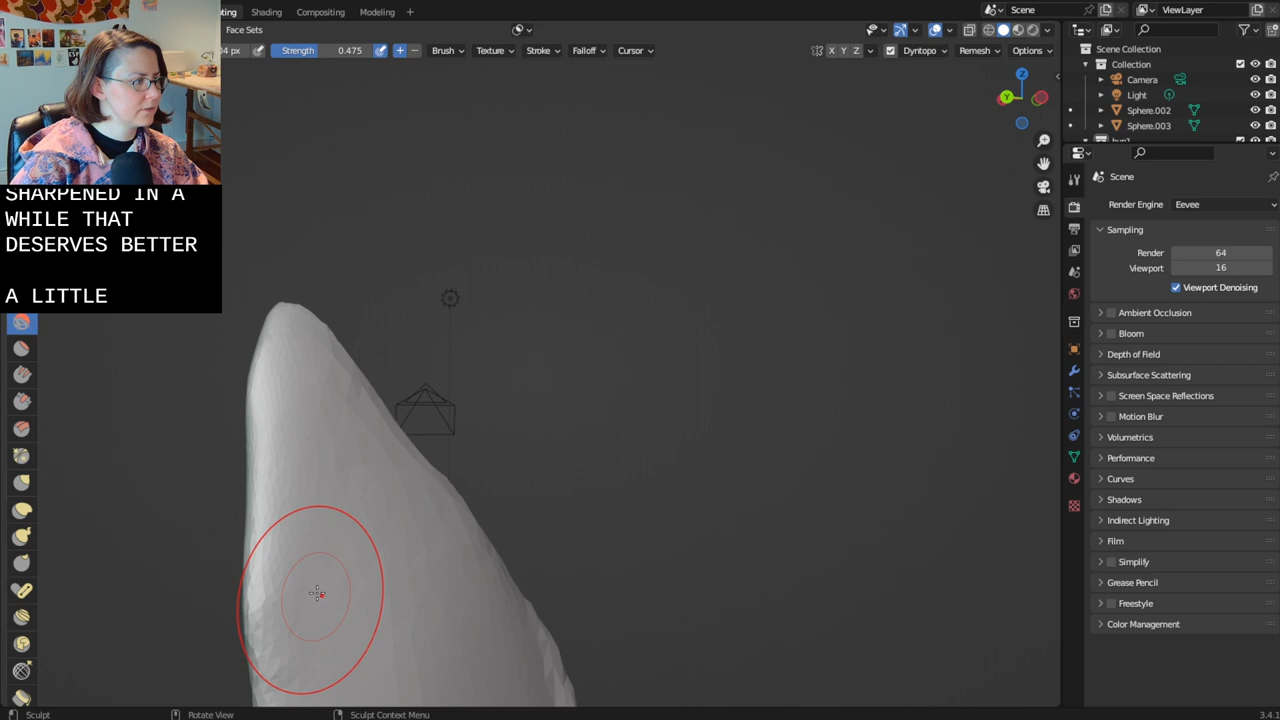 Shading
Compositing
Modeling
+
Scene
ViewLayer
Face Sets
Strength 0.475
Brush
Texture
Stroke
Falloff
Cursor
X Y Z
Dyntopo
Remesh
Options
Scene Collection
Collection
Camera
Light
Sphere.002
Sphere.003
Z
Y
SHARPENED IN A
WHILE THAT
DESERVES BETTER
A LITTLE
Scene
Render Engine Eevee
Sampling
Render 64
Viewport 16
Viewport Denoising
Ambient Occlusion
Bloom
Depth of Field
Subsurface Scattering
Screen Space Reflections
Motion Blur
Volumetrics
Performance
Curves
Shadows
Indirect Lighting
Film
Simplify
Grease Pencil
Freestyle
Color Management
Sculpt
Rotate View
Sculpt Context Menu
3.4.1